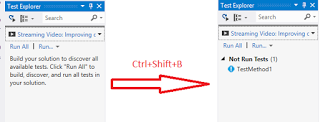 Test Explorer
Streaming Video: Improving
Run All | Run...
Build your solution to discover all
available tests. Click "Run All" to
build, discover, and run all tests in
your solution.
Ctrl+Shift+B
Test Explorer
Streaming Video: Improving
Run All | Run...
Not Run Tests (1)
TestMethod1